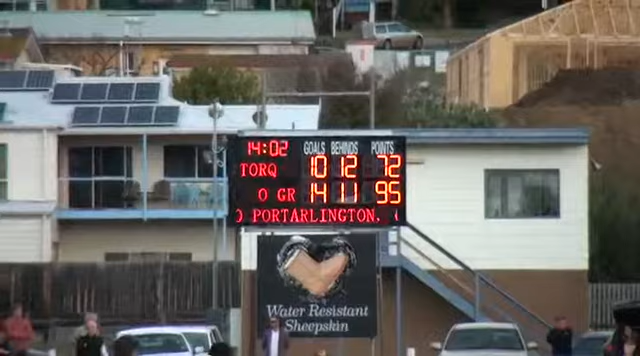 14:02 GOALS BEHINDS POINTS
TORQ 10 12 72
O GR 14 11 95
PORTARLINGTON.
Water Resistant
Sheepskin